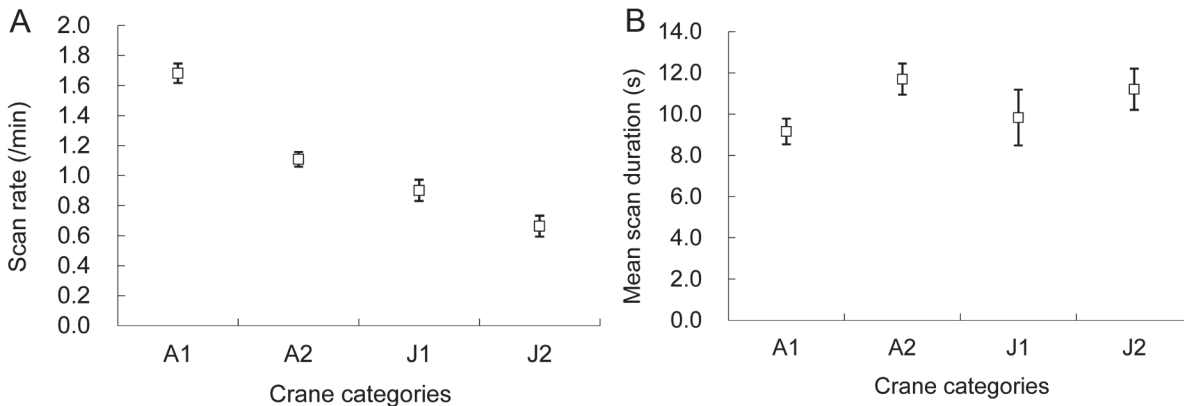 A
Scan rate (/min)
2.0
1.8
1.6
1.4
1.2
1.0
0.8
0.6
0.4
0.2
0.0
A1 A2 J1 J2
Crane categories
B
Mean scan duration (s)
14.0
12.0
10.0
8.0
6.0
4.0
2.0
0.0
A1 A2 J1 J2
Crane categories